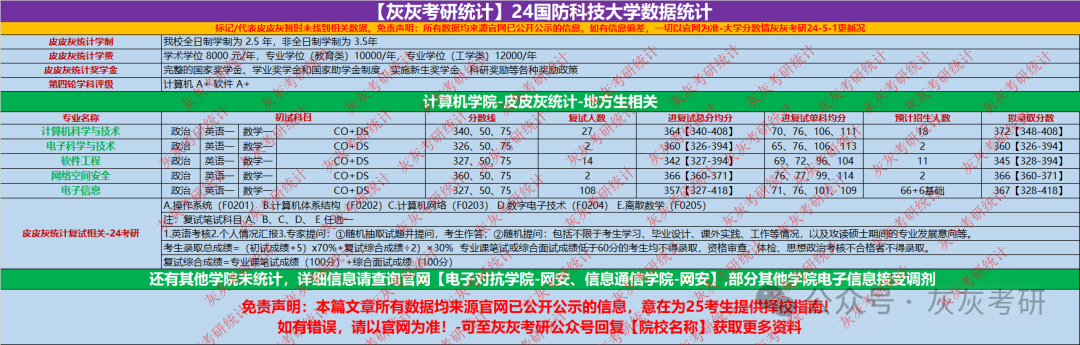 【灰灰考研统计】24国防科技大学数据统计
标记/代表皮皮灰暂时未找到相关数据。免责声明：所有数据均来源官网已公开公示的信息。如有信息偏差，一切以官网为准-大学分数情灰灰考研24-5-1更新况
皮皮灰统计学制 我校全日制学制为 2.5 年，非全日制学制为 3.5年
皮皮灰统计学费 学术学位 8000 元/年，专业学位（教育类）10000/年，专业学位（工学类）12000/年
皮皮灰统计奖学金 完整的国家奖学金、学业奖学金和国家助学金制度，实施新生奖学金、科研奖励等各种奖励政策
第四轮学科评级 计算机 A+ 软件 A+
计算机学院-皮皮灰统计-地方生相关
专业名称 初试科目 分数线 复试人数 进复试总分均分 进复试单科均分 预计招生人数 拟录取分数
计算机科学与技术 政治 英语一 数学一 CO+DS 340、50、75 27 364【340-408】 70、76、106、111 18 372【348-408】
电子科学与技术 政治 英语一 数学一 CO+DS 326、50、75 2 360【326-394】 65、76、106、113 2 360【326-394】
软件工程 政治 英语一 数学一 CO+DS 327、50、75 14 342【327-394】 69、72、96、104 11 345【328-394】
网络空间安全 政治 英语一 数学一 CO+DS 360、50、75 2 366【360-371】 76、77、99、114 2 366【360-371】
电子信息 政治 英语一 数学一 CO+DS 327、50、75 108 357【327-418】 71、76、101、109 66+6基础 367【328-418】
皮皮灰统计复试相关-24考研
A.操作系统（F0201） B.计算机体系结构（F0202） C.计算机网络（F0203） D.数字电子技术（F0204） E.离散数学（F0205）
注：复试笔试科目 A、B、C、D、E 任选一
1.英语考核2.个人情况汇报3.专家提问：①随机抽取试题并提问，考生作答；②随机提问：包括不限于考生学习、毕业设计、课外实践、工作等情况，以及攻读硕士期间的专业发展意向等。
考生录取总成绩=（初试成绩÷5）x70%+复试综合成绩÷2）×30% 专业课笔试成绩或综合面试成绩低于60分的考生均不得录取，资格审查、体检、思想政治考核不合格者不得录取。
复试综合成绩=专业课笔试成绩（100分）+综合面试成绩（100分）
还有其他学院未统计，详细信息请查询官网【电子对抗学院-网安、信息通信学院-网安】,部分其他学院电子信息接受调剂
免责声明：本篇文章所有数据均来源官网已公开公示的信息，意在为25考生提供择校指南！
如有错误，请以官网为准！-可至灰灰考研公众号回复【院校名称】获取更多资料
公众号 · 灰灰考研